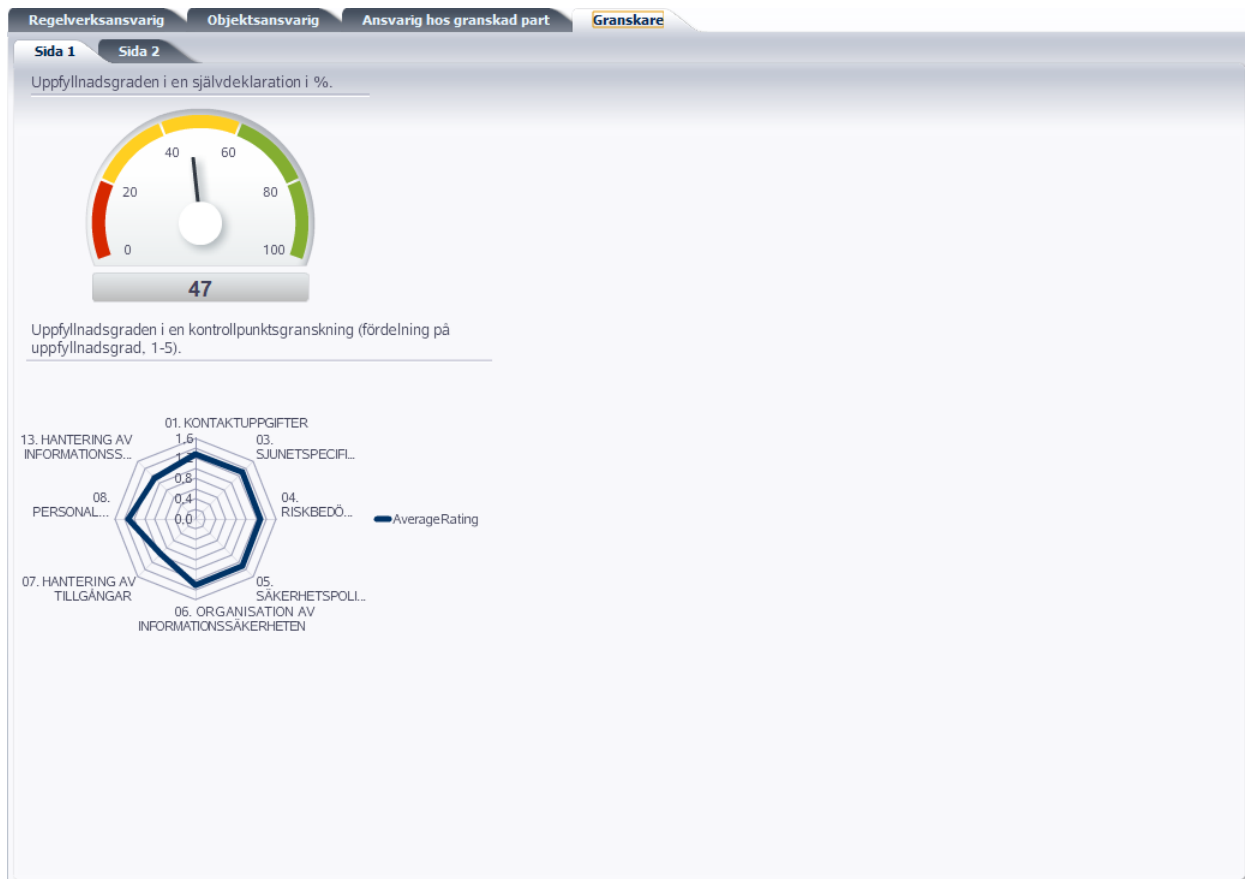 Regelverksansvarig Objektsansvarig Ansvarig hos granskad part Granskare
Sida 1 Sida 2
Uppfyllnadsgraden i en självdeklaration i %.
40 60
20 80
0 100
47
Uppfyllnadsgraden i en kontrollpunktsgranskning (fördelning på
uppfyllnadsgrad, 1-5).
01. KONTAKTUPPGIFTER
13. HANTERING AV
INFORMATIONSS...
1,6
1,2
0,8
0,4
0,0
03.
SJUNETSPECIFI...
08.
PERSONAL...
04.
RISKBEDÖ...
AverageRating
07. HANTERING AV
TILLGÅNGAR
05.
SÄKERHETSPOLI...
06. ORGANISATION AV
INFORMATIONSSÄKERHETEN